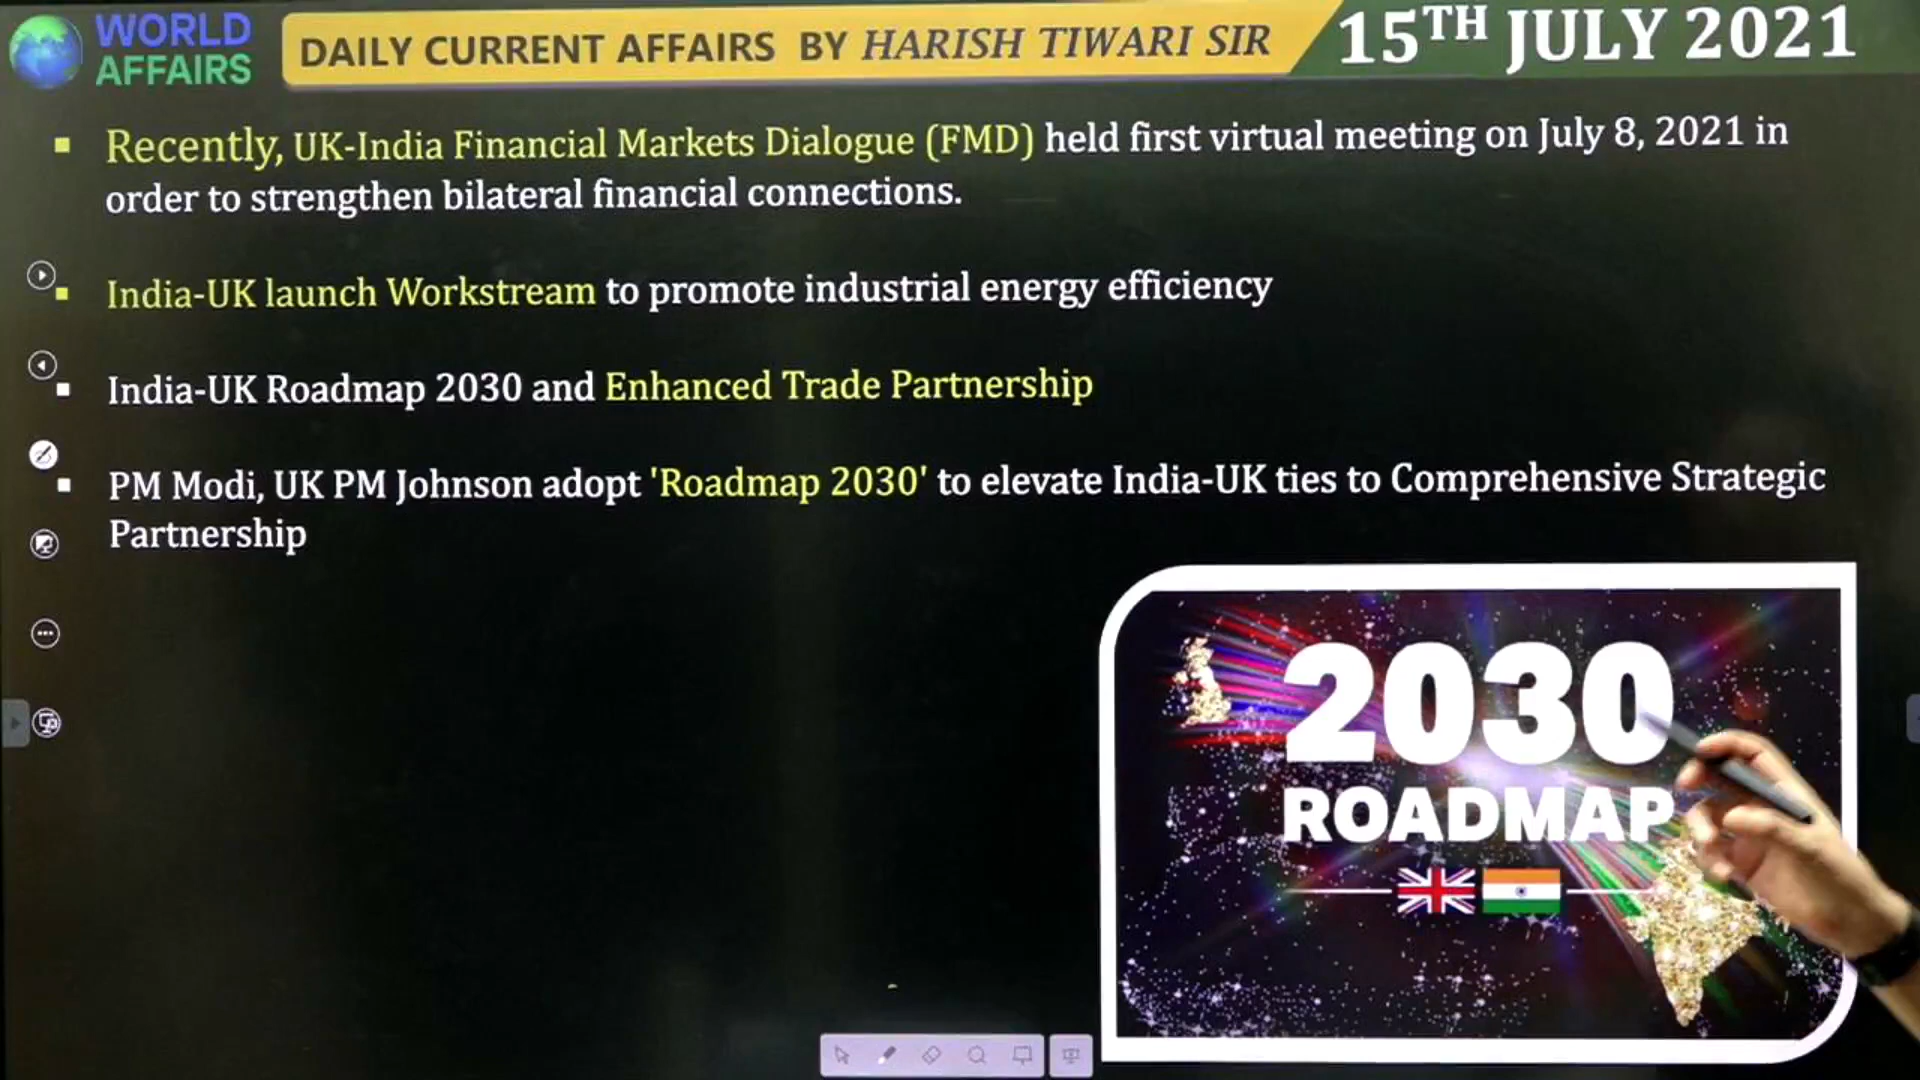 WORLD
AFFAIRS
DAILY CURRENT AFFAIRS BY HARISH TIWARI SIR
15TH JULY 2021
Recently, UK-India Financial Markets Dialogue (FMD) held first virtual meeting on July 8, 2021 in
order to strengthen bilateral financial connections.
India-UK launch Workstream to promote industrial energy efficiency
India-UK Roadmap 2030 and Enhanced Trade Partnership
PM Modi, UK PM Johnson adopt 'Roadmap 2030' to elevate India-UK ties to Comprehensive Strategic
Partnership
2030
ROADMAP